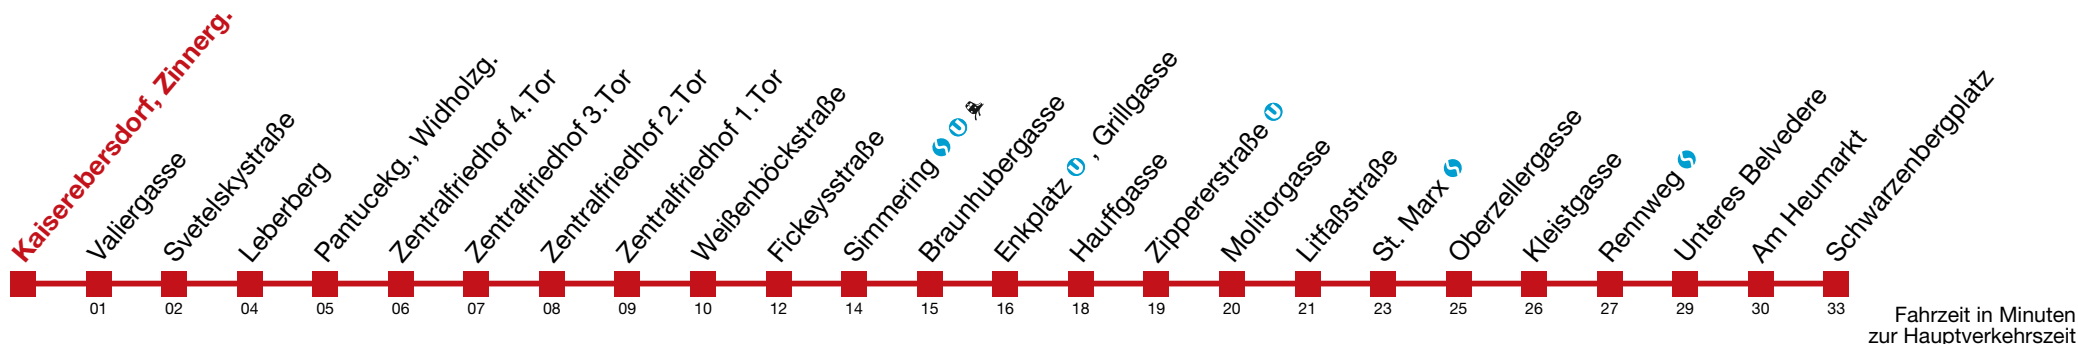 Kaiserebersdorf, Zinnerg.
Valiergasse
Svetelskystraße
Leberberg
Pantucekg., Widholzg.
Zentralfriedhof 4.Tor
Zentralfriedhof 3.Tor
Zentralfriedhof 2.Tor
Zentralfriedhof 1.Tor
Weißenböckstraße
Fickeysstraße
Simmering S U
Braunhubergasse
Enkplatz U , Grillgasse
Hauffgasse
Zippererstraße U
Molitorgasse
Litfaßstraße
St. Marx S
Oberzellergasse
Kleistgasse
Rennweg S
Unteres Belvedere
Am Heumarkt
Schwarzenbergplatz
01 02 04 05 06 07 08 09 10 12 14 15 16 18 19 20 21 23 25 26 27 29 30 33
Fahrzeit in Minuten
zur Hauptverkehrszeit